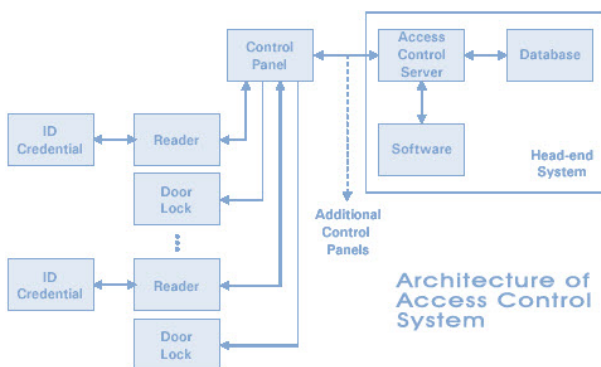 Control
Panel
Access
Control
Server
Database
ID
Credential
Reader
Software
Head-end
System
Door
Lock
Additional
Control
Panels
ID
Credential
Reader
Door
Lock
Architecture of
Access Control
System